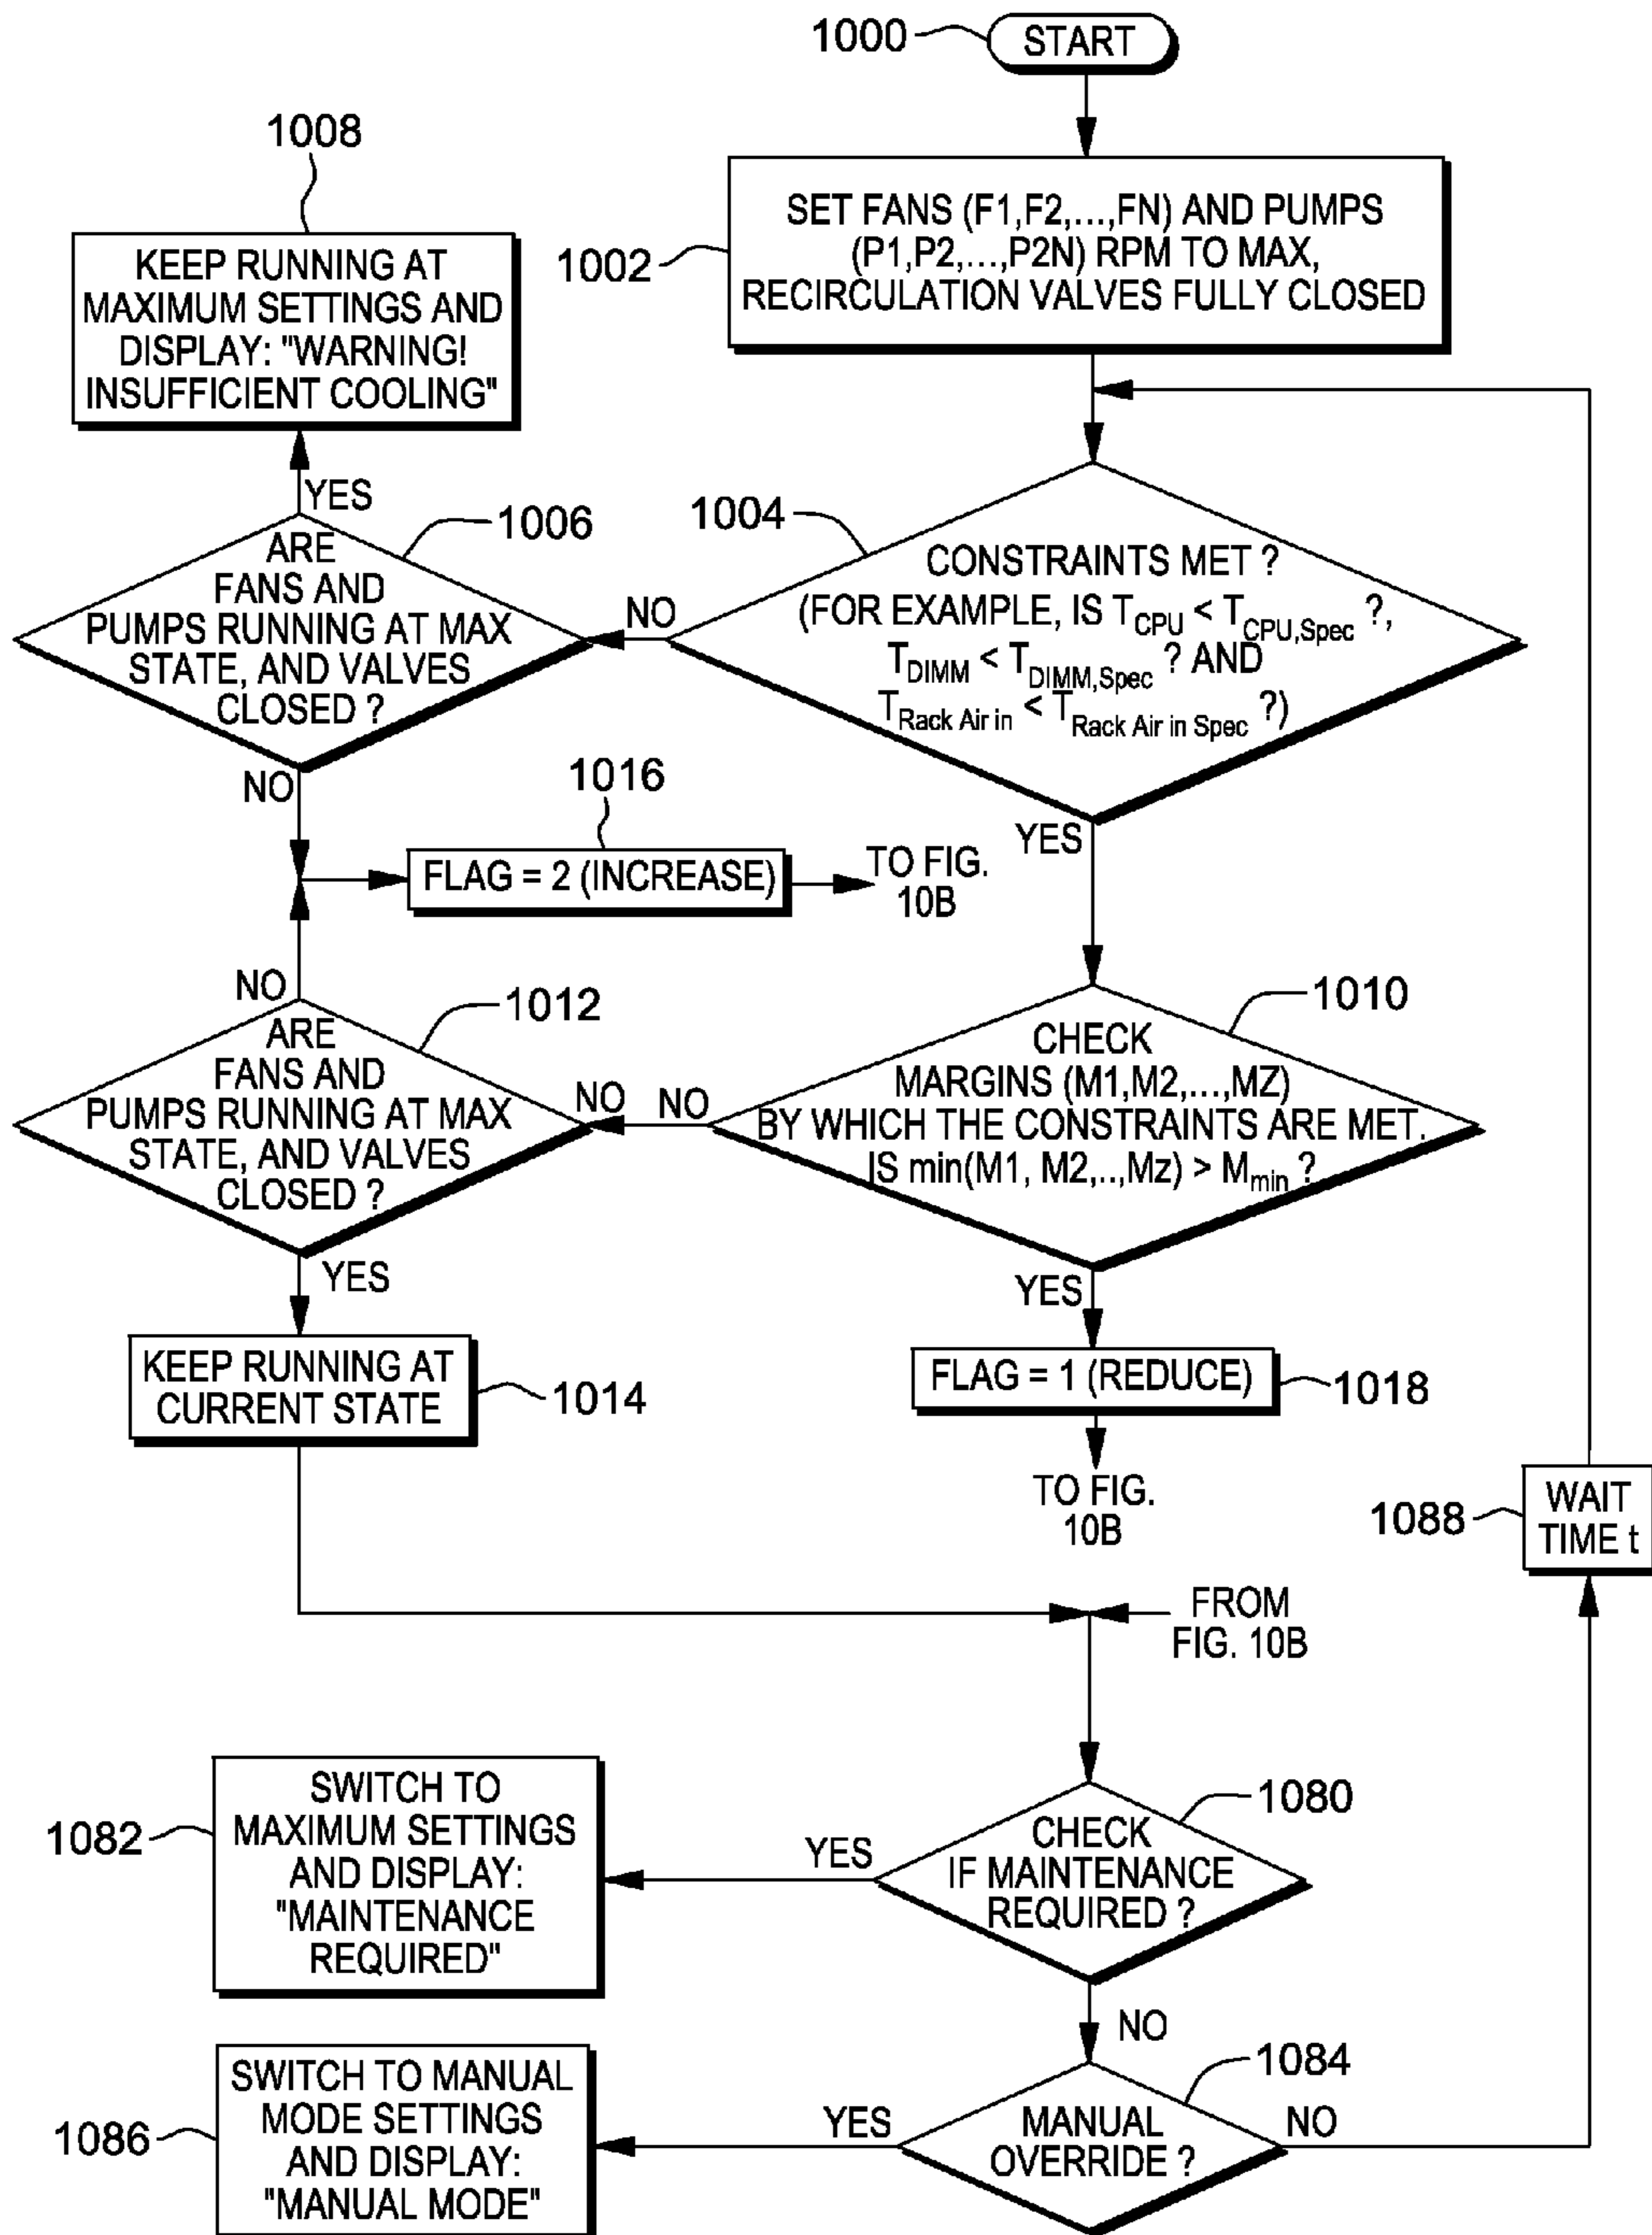 1000
START
1002
SET FANS (F1,F2,...,FN) AND PUMPS
(P1,P2,...,P2N) RPM TO MAX,
RECIRCULATION VALVES FULLY CLOSED
1008
KEEP RUNNING AT
MAXIMUM SETTINGS AND
DISPLAY: "WARNING!
INSUFFICIENT COOLING"
YES
1006
ARE
FANS AND
PUMPS RUNNING AT MAX
STATE, AND VALVES
CLOSED ?
NO
NO
1004
CONSTRAINTS MET ?
(FOR EXAMPLE, IS T CPU < T CPU,Spec ?,
T DIMM < T DIMM,Spec ? AND
T Rack Air in < T Rack Air in Spec ?)
YES
1016
FLAG = 2 (INCREASE)
TO FIG.
10B
NO
1012
ARE
FANS AND
PUMPS RUNNING AT MAX
STATE, AND VALVES
CLOSED ?
NO
NO
1010
CHECK
MARGINS (M1,M2,...,MZ)
BY WHICH THE CONSTRAINTS ARE MET.
IS min(M1, M2,..,Mz) > M min ?
YES
YES
KEEP RUNNING AT
CURRENT STATE
1014
FLAG = 1 (REDUCE)
1018
TO FIG.
10B
1088
WAIT
TIME t
FROM
FIG. 10B
1082
SWITCH TO
MAXIMUM SETTINGS
AND DISPLAY:
"MAINTENANCE
REQUIRED"
YES
1080
CHECK
IF MAINTENANCE
REQUIRED ?
NO
1086
SWITCH TO MANUAL
MODE SETTINGS
AND DISPLAY:
"MANUAL MODE"
YES
1084
MANUAL
OVERRIDE ?
NO